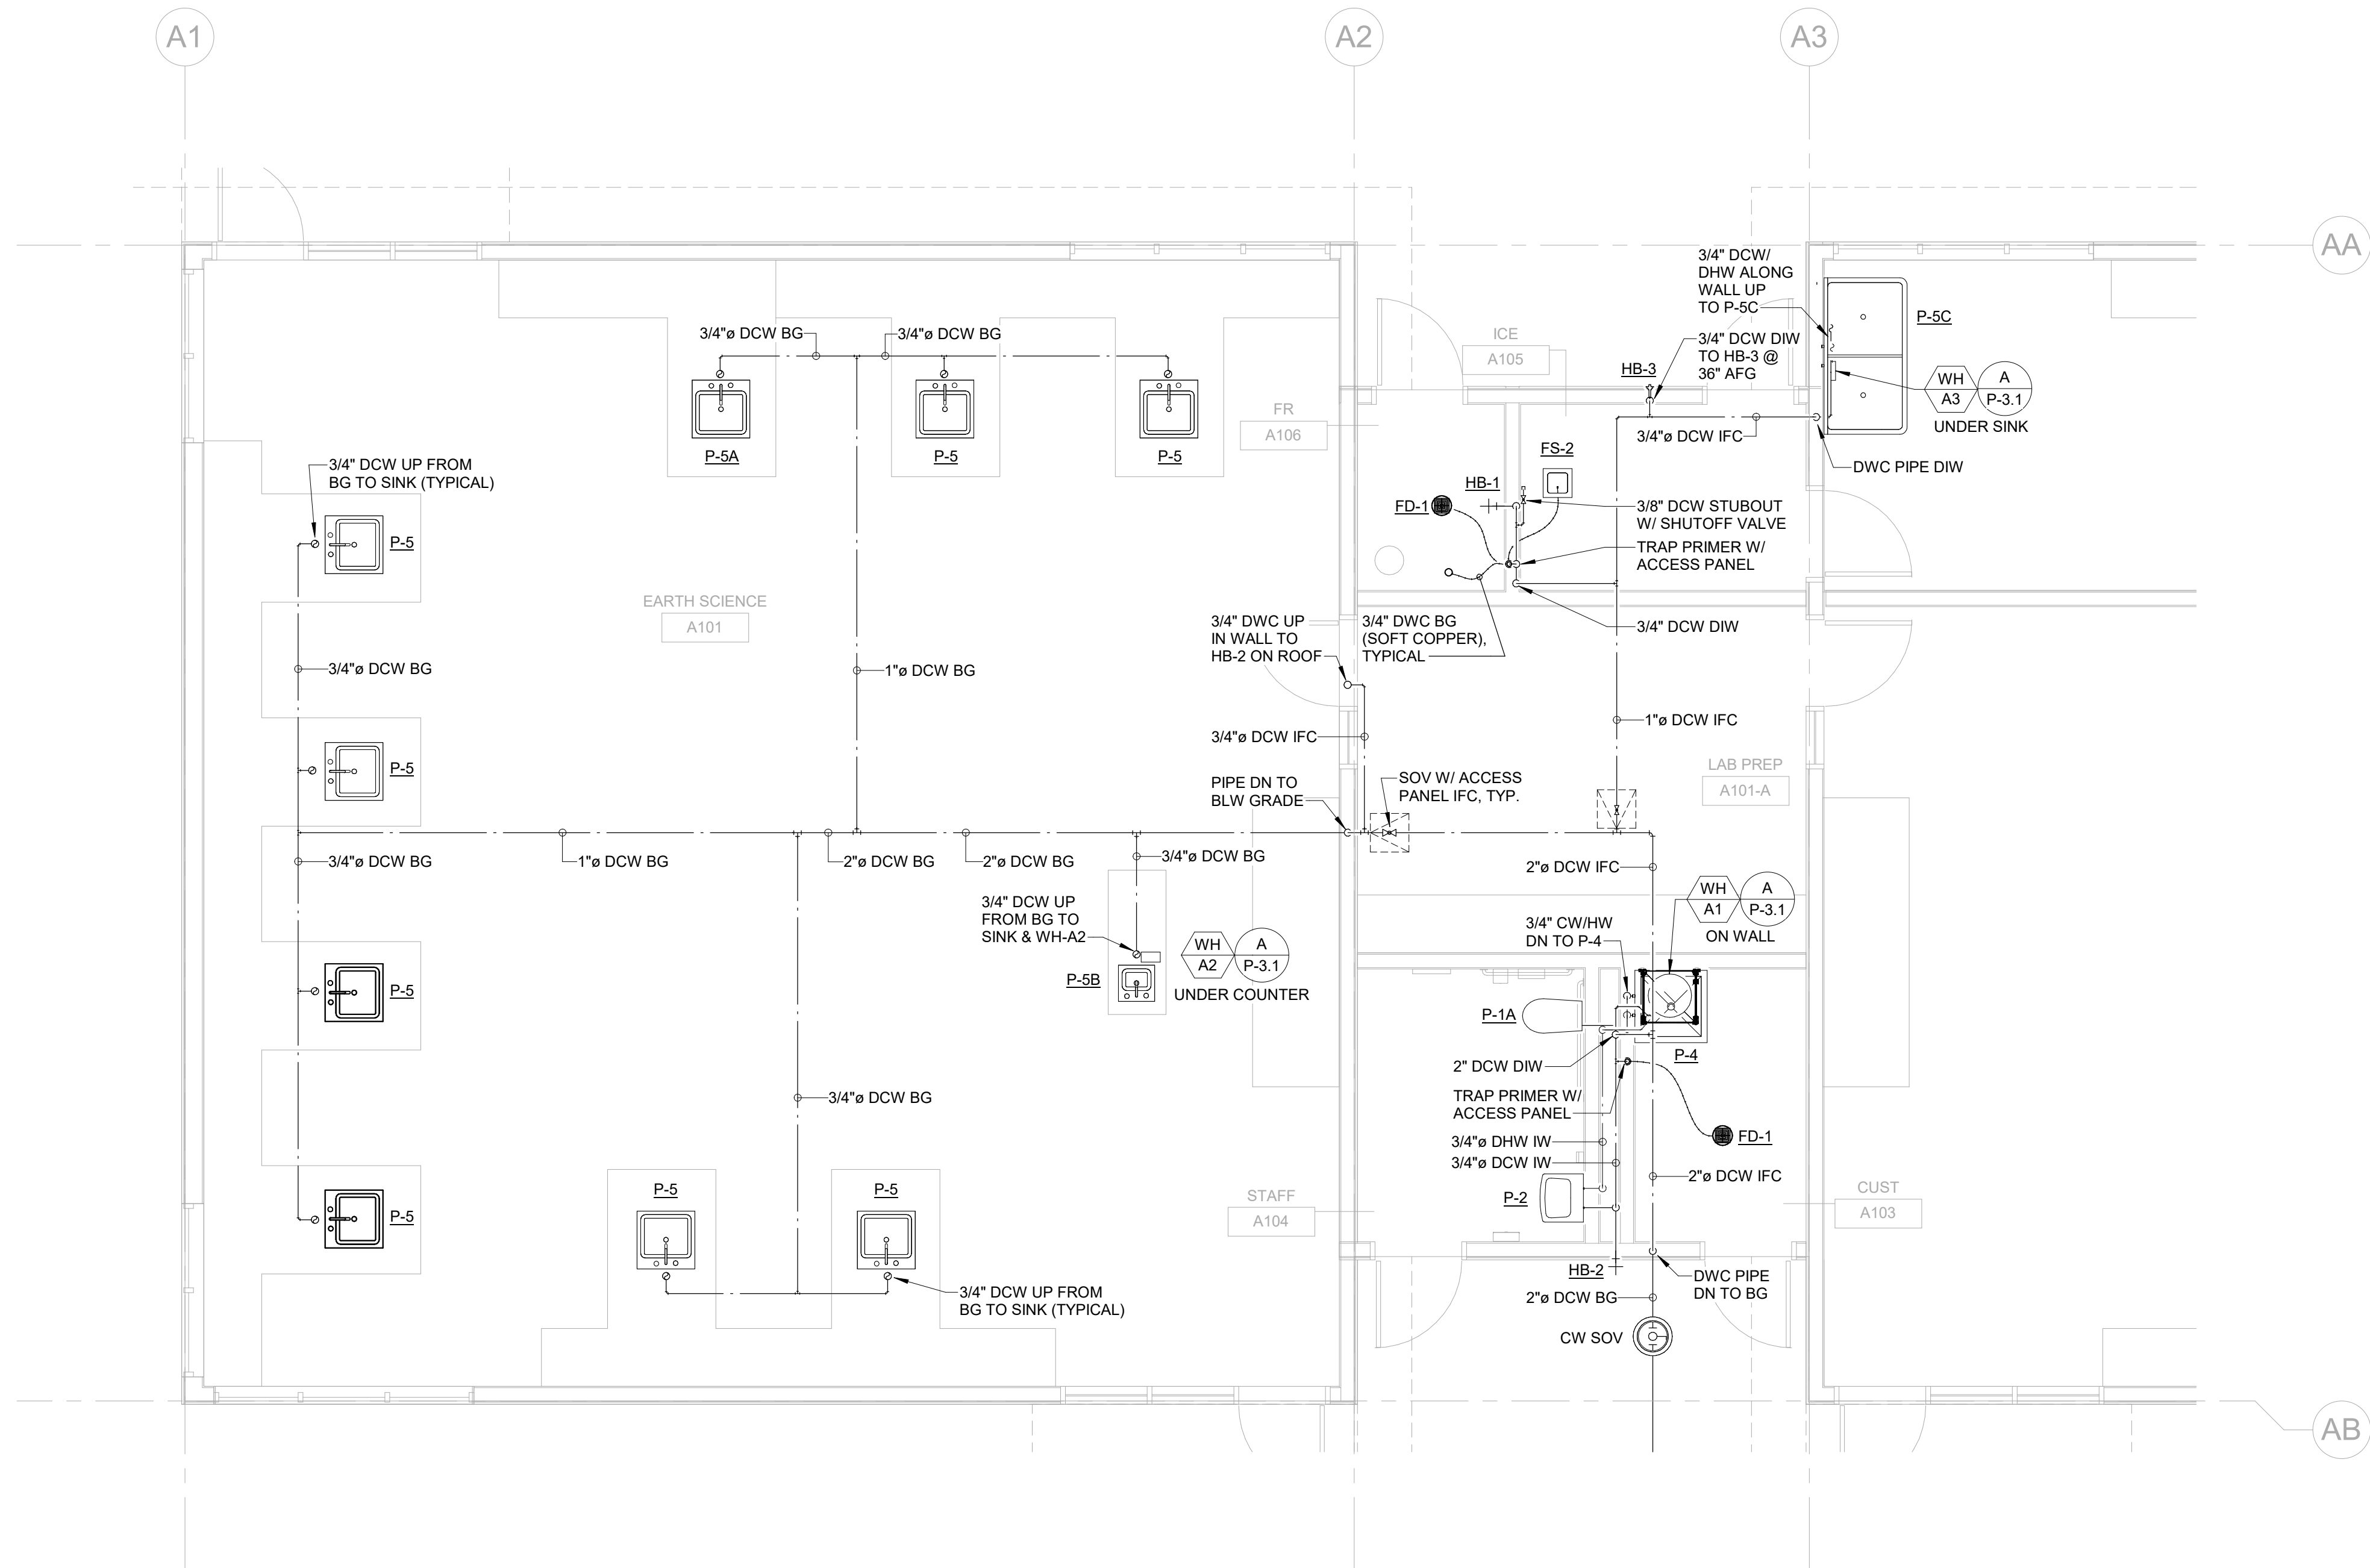 A1
A2
A3
AA
3/4" DCW/
DHW ALONG
WALL UP
TO P-5C
P-5C
3/4"ø DCW BG
3/4"ø DCW BG
ICE
A105
3/4" DCW DIW
TO HB-3 @
36" AFG
HB-3
WH
A3
A
P-3.1
UNDER SINK
FR
A106
3/4"ø DCW IFC
P-5A
P-5
P-5
FS-2
DWC PIPE DIW
3/4" DCW UP FROM
BG TO SINK (TYPICAL)
HB-1
FD-1
3/8" DCW STUBOUT
W/ SHUTOFF VALVE
P-5
TRAP PRIMER W/
ACCESS PANEL
EARTH SCIENCE
A101
3/4" DWC UP
IN WALL TO
HB-2 ON ROOF
3/4" DWC BG
(SOFT COPPER),
TYPICAL
3/4" DCW DIW
3/4"ø DCW BG
1"ø DCW BG
1"ø DCW IFC
3/4"ø DCW IFC
P-5
PIPE DN TO
BLW GRADE
SOV W/ ACCESS
PANEL IFC, TYP.
LAB PREP
A101-A
3/4"ø DCW BG
1"ø DCW BG
2"ø DCW BG
2"ø DCW BG
3/4"ø DCW BG
2"ø DCW IFC
3/4" DCW UP
FROM BG TO
SINK & WH-A2
WH
A2
A
P-3.1
UNDER COUNTER
3/4" CW/HW
DN TO P-4
WH
A1
A
P-3.1
ON WALL
P-5
P-5B
P-1A
P-4
2" DCW DIW
3/4"ø DCW BG
TRAP PRIMER W/
ACCESS PANEL
FD-1
3/4"ø DHW IW
3/4"ø DCW IW
2"ø DCW IFC
P-5
P-5
P-5
STAFF
A104
P-2
CUST
A103
3/4" DCW UP FROM
BG TO SINK (TYPICAL)
HB-2
DWC PIPE
DN TO BG
2"ø DCW BG
CW SOV
AB